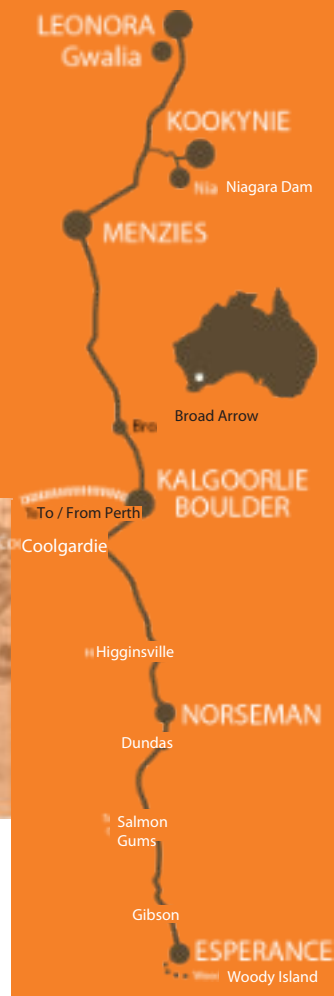 LEONORA
Gwalia
KOOKYNIE
Nia Niagara Dam
MENZIES
Bro Broad Arrow
KALGOORLIE
BOULDER
To / From Perth
Coolgardie
Higginsville
NORSEMAN
Dundas
Salmon
Gums
Gibson
ESPERANCE
Woody Island